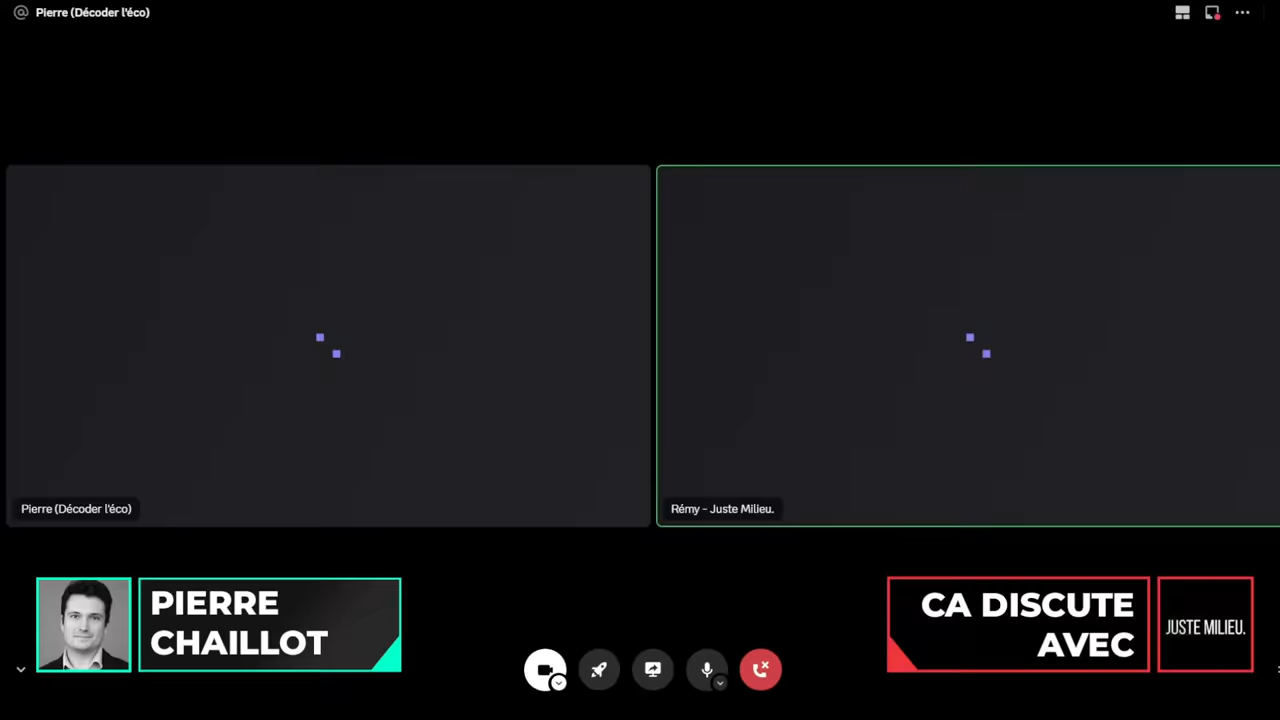 Pierre (Décoder l'éco)
Pierre (Décoder l'éco)
Rémy - Juste Milieu.
PIERRE
CHAILLOT
CA DISCUTE
AVEC
JUSTE MILIEU.